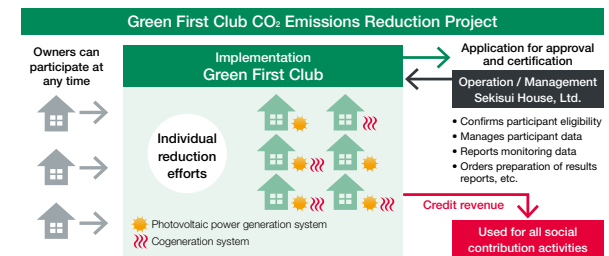 Green First Club CO₂ Emissions Reduction Project
Owners can
participate at
any time
Implementation
Green First Club
Individual
reduction
efforts
Photovoltaic power generation system
Cogeneration system
Application for approval
and certification
Operation / Management
Sekisui House, Ltd.
• Confirms participant eligibility
• Manages participant data
• Reports monitoring data
• Orders preparation of results
reports, etc.
Credit revenue
Used for all social
contribution activities